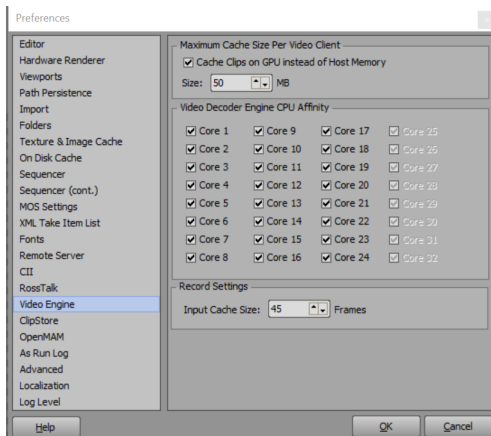 Preferences
Editor
Hardware Renderer
Viewports
Path Persistence
Import
Folders
Texture & Image Cache
On Disk Cache
Sequencer
Sequencer (cont.)
MOS Settings
XML Take Item List
Fonts
Remote Server
CII
RossTalk
Video Engine
ClipStore
OpenMAM
As Run Log
Advanced
Localization
Log Level
Maximum Cache Size Per Video Client
Cache Clips on GPU instead of Host Memory
Size: 50 MB
Video Decoder Engine CPU Affinity
Core 1 Core 9 Core 17 Core 25
Core 2 Core 10 Core 18 Core 26
Core 3 Core 11 Core 19 Core 27
Core 4 Core 12 Core 20 Core 28
Core 5 Core 13 Core 21 Core 29
Core 6 Core 14 Core 22 Core 30
Core 7 Core 15 Core 23 Core 31
Core 8 Core 16 Core 24 Core 32
Record Settings
Input Cache Size: 45 Frames
Help OK Cancel